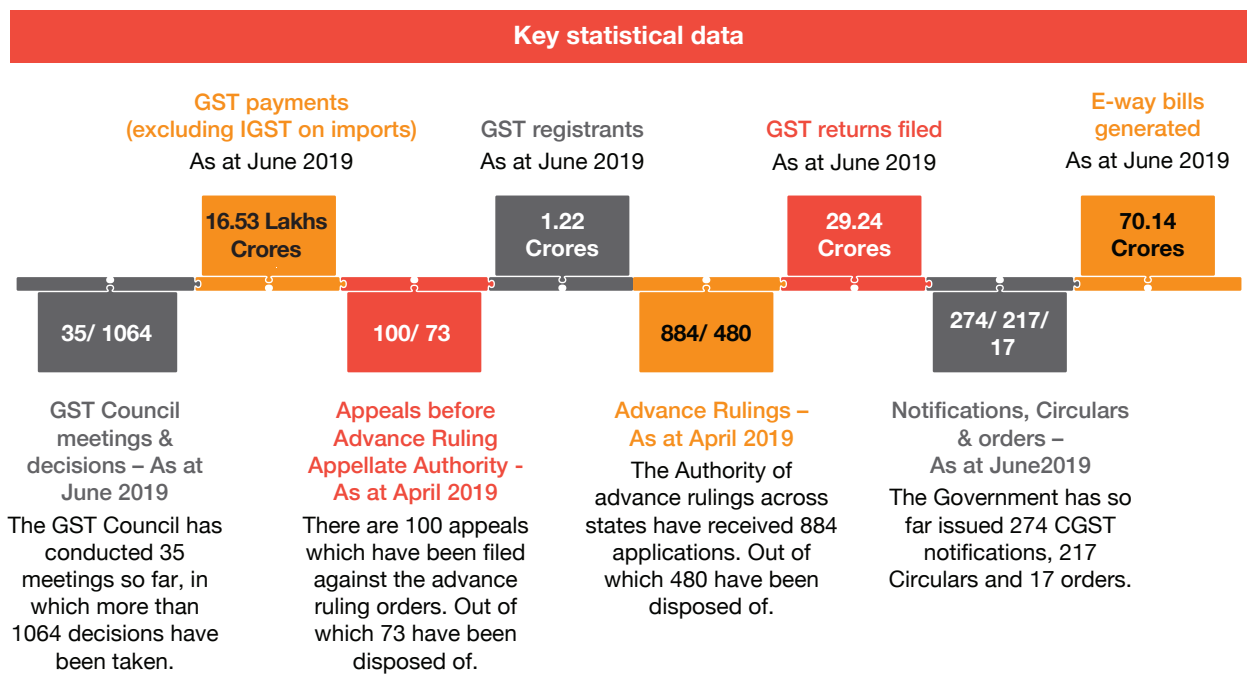 Key statistical data
GST payments
(excluding IGST on imports)
As at June 2019
GST registrants
As at June 2019
GST returns filed
As at June 2019
E-way bills
generated
As at June 2019
16.53 Lakhs
Crores
1.22
Crores
29.24
Crores
70.14
Crores
35/ 1064
100/ 73
884/ 480
274/ 217/
17
GST Council
meetings &
decisions – As at
June 2019
The GST Council has
conducted 35
meetings so far, in
which more than
1064 decisions have
been taken.
Appeals before
Advance Ruling
Appellate Authority -
As at April 2019
There are 100 appeals
which have been filed
against the advance
ruling orders. Out of
which 73 have been
disposed of.
Advance Rulings –
As at April 2019
The Authority of
advance rulings across
states have received 884
applications. Out of
which 480 have been
disposed of.
Notifications, Circulars
& orders –
As at June2019
The Government has so
far issued 274 CGST
notifications, 217
Circulars and 17 orders.